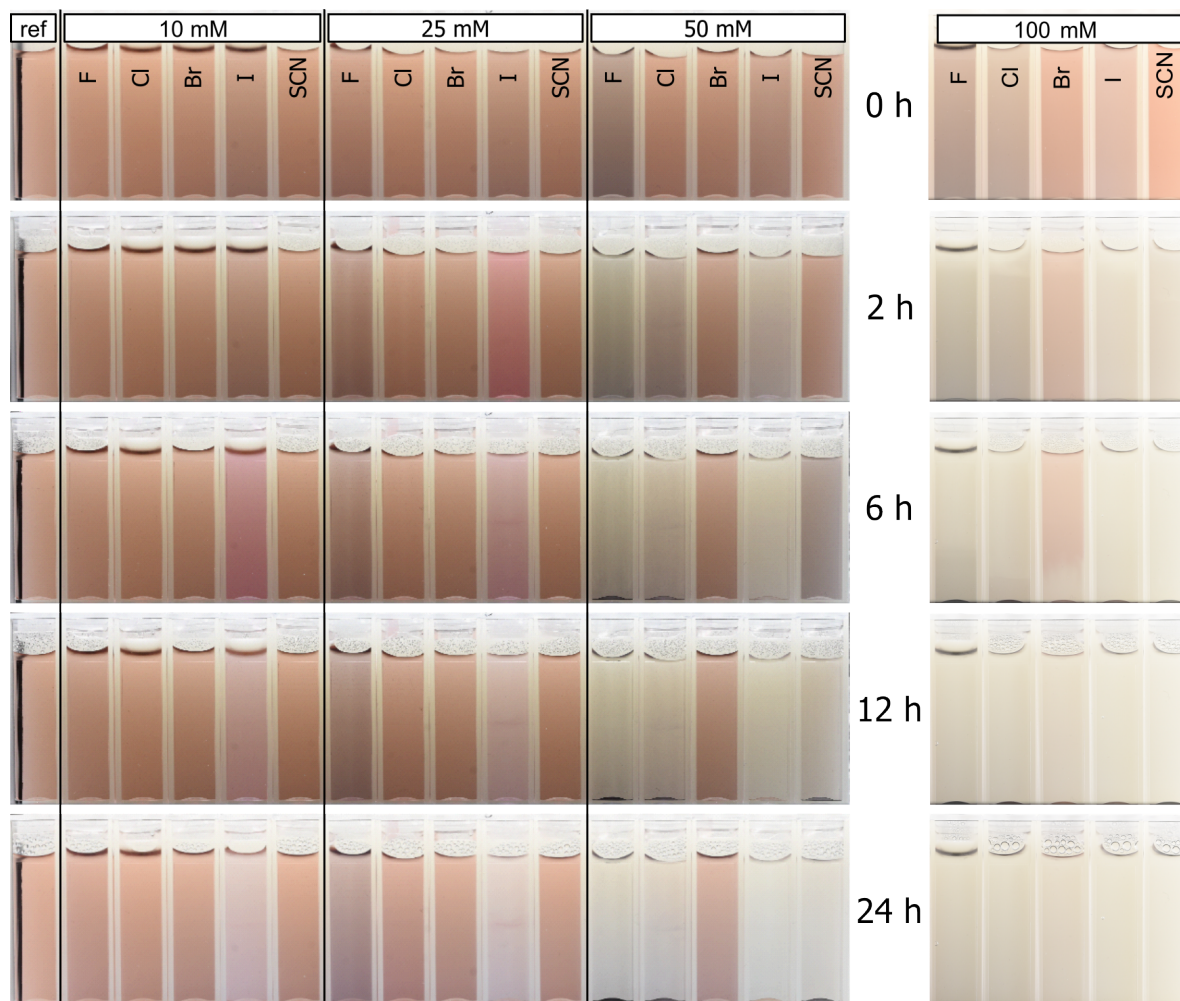 ref 10 mM 25 mM 50 mM 100 mM
F Cl Br I SCN F Cl Br I SCN F Cl Br I SCN F Cl Br I SCN
0 h
2 h
6 h
12 h
24 h